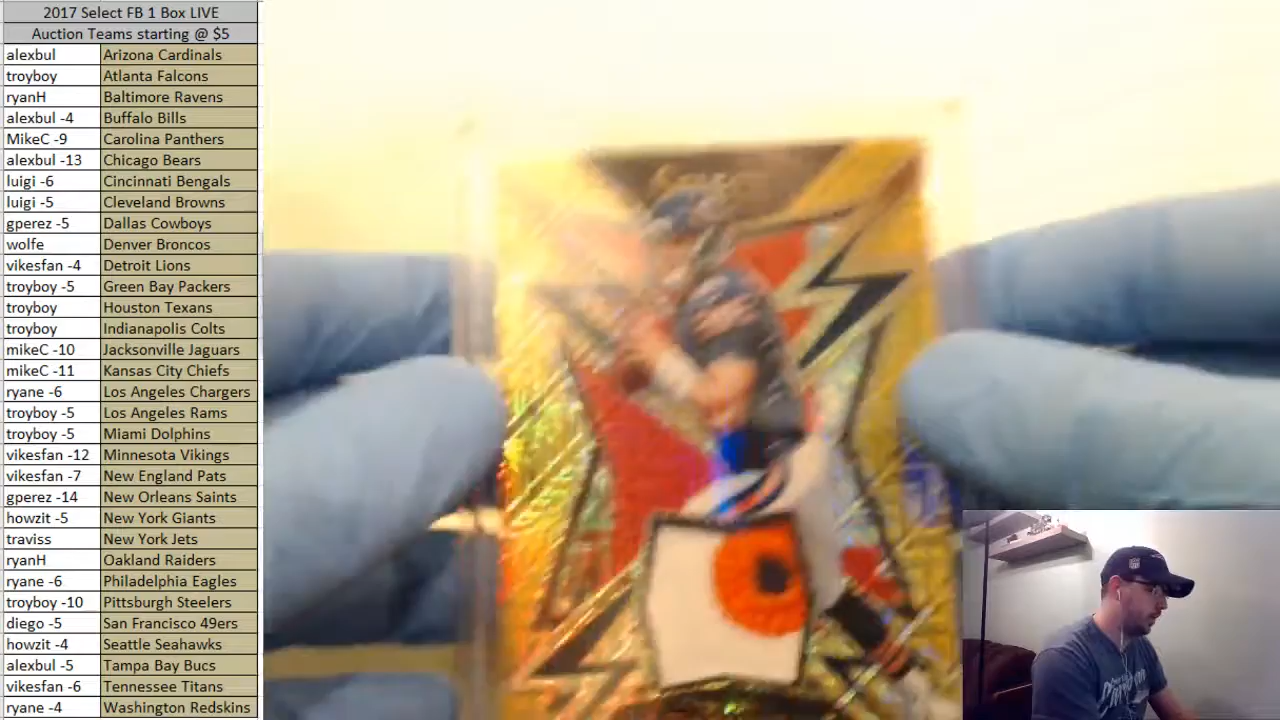 2017 Select FB 1 Box LIVE
Auction Teams starting @ $5
alexbul Arizona Cardinals
troyboy Atlanta Falcons
ryanH Baltimore Ravens
alexbul -4 Buffalo Bills
MikeC -9 Carolina Panthers
alexbul -13 Chicago Bears
luigi -6 Cincinnati Bengals
luigi -5 Cleveland Browns
gperez -5 Dallas Cowboys
wolfe Denver Broncos
vikesfan -4 Detroit Lions
troyboy -5 Green Bay Packers
troyboy Houston Texans
troyboy Indianapolis Colts
mikeC -10 Jacksonville Jaguars
mikeC -11 Kansas City Chiefs
ryane -6 Los Angeles Chargers
troyboy -5 Los Angeles Rams
troyboy -5 Miami Dolphins
vikesfan -12 Minnesota Vikings
vikesfan -7 New England Pats
gperez -14 New Orleans Saints
howzit -5 New York Giants
traviss New York Jets
ryanH Oakland Raiders
ryane -6 Philadelphia Eagles
troyboy -10 Pittsburgh Steelers
diego -5 San Francisco 49ers
howzit -4 Seattle Seahawks
alexbul -5 Tampa Bay Bucs
vikesfan -6 Tennessee Titans
ryane -4 Washington Redskins